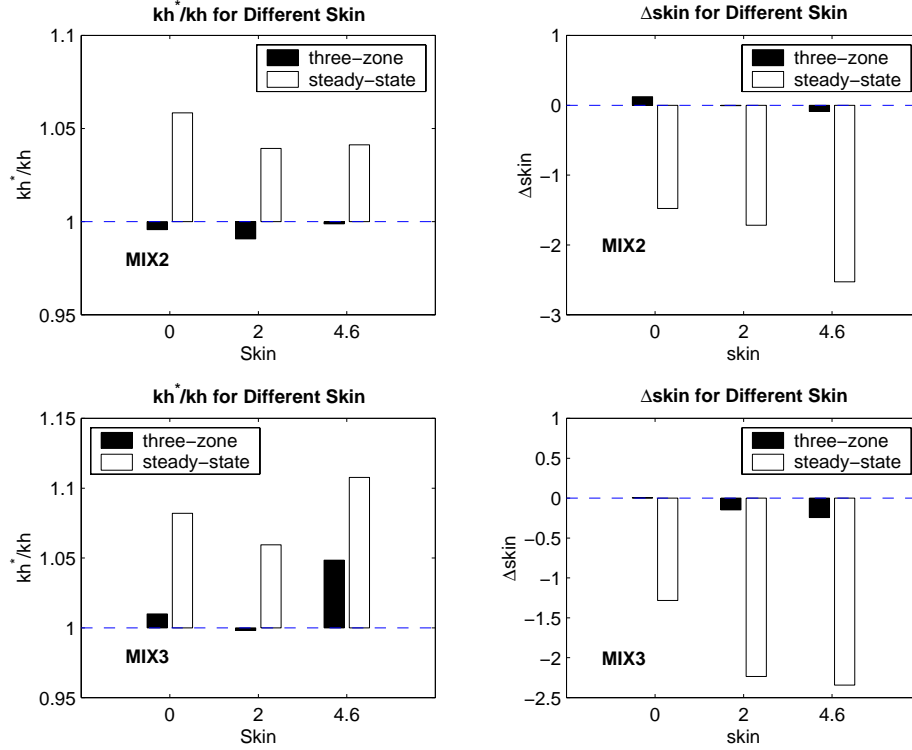 kh*/kh for Different Skin
1.1
1.05
1
0.95
kh*/kh
three−zone
steady−state
MIX2
0 2 4.6
Skin
Δskin for Different Skin
1
0
−1
−2
−3
Δskin
three−zone
steady−state
MIX2
0 2 4.6
skin
kh*/kh for Different Skin
1.15
1.1
1.05
1
0.95
kh*/kh
three−zone
steady−state
MIX3
0 2 4.6
Skin
Δskin for Different Skin
1
0.5
0
−0.5
−1
−1.5
−2
−2.5
Δskin
three−zone
steady−state
MIX3
0 2 4.6
skin